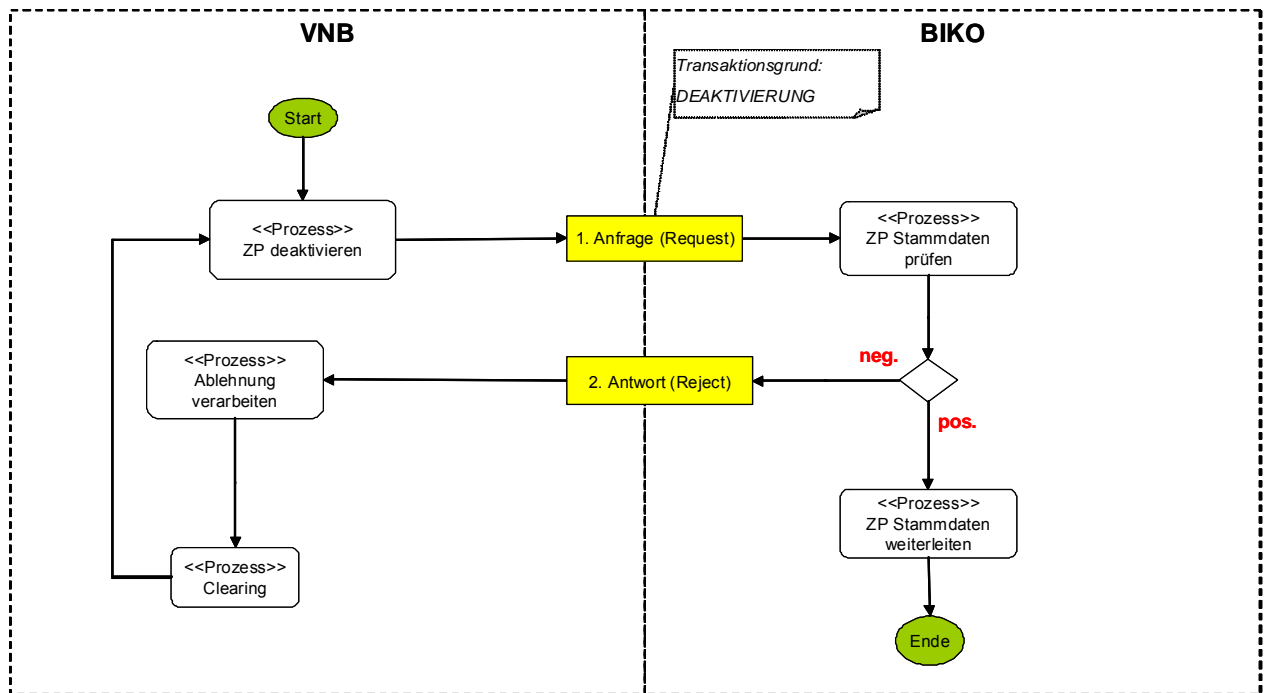 VNB
BIKO
Transaktionsgrund:
DEAKTIVIERUNG
Start
<<Prozess>>
ZP deaktivieren
1. Anfrage (Request)
<<Prozess>>
ZP Stammdaten
prüfen
<<Prozess>>
Ablehnung
verarbeiten
2. Antwort (Reject)
neg.
pos.
<<Prozess>>
ZP Stammdaten
weiterleiten
<<Prozess>>
Clearing
Ende